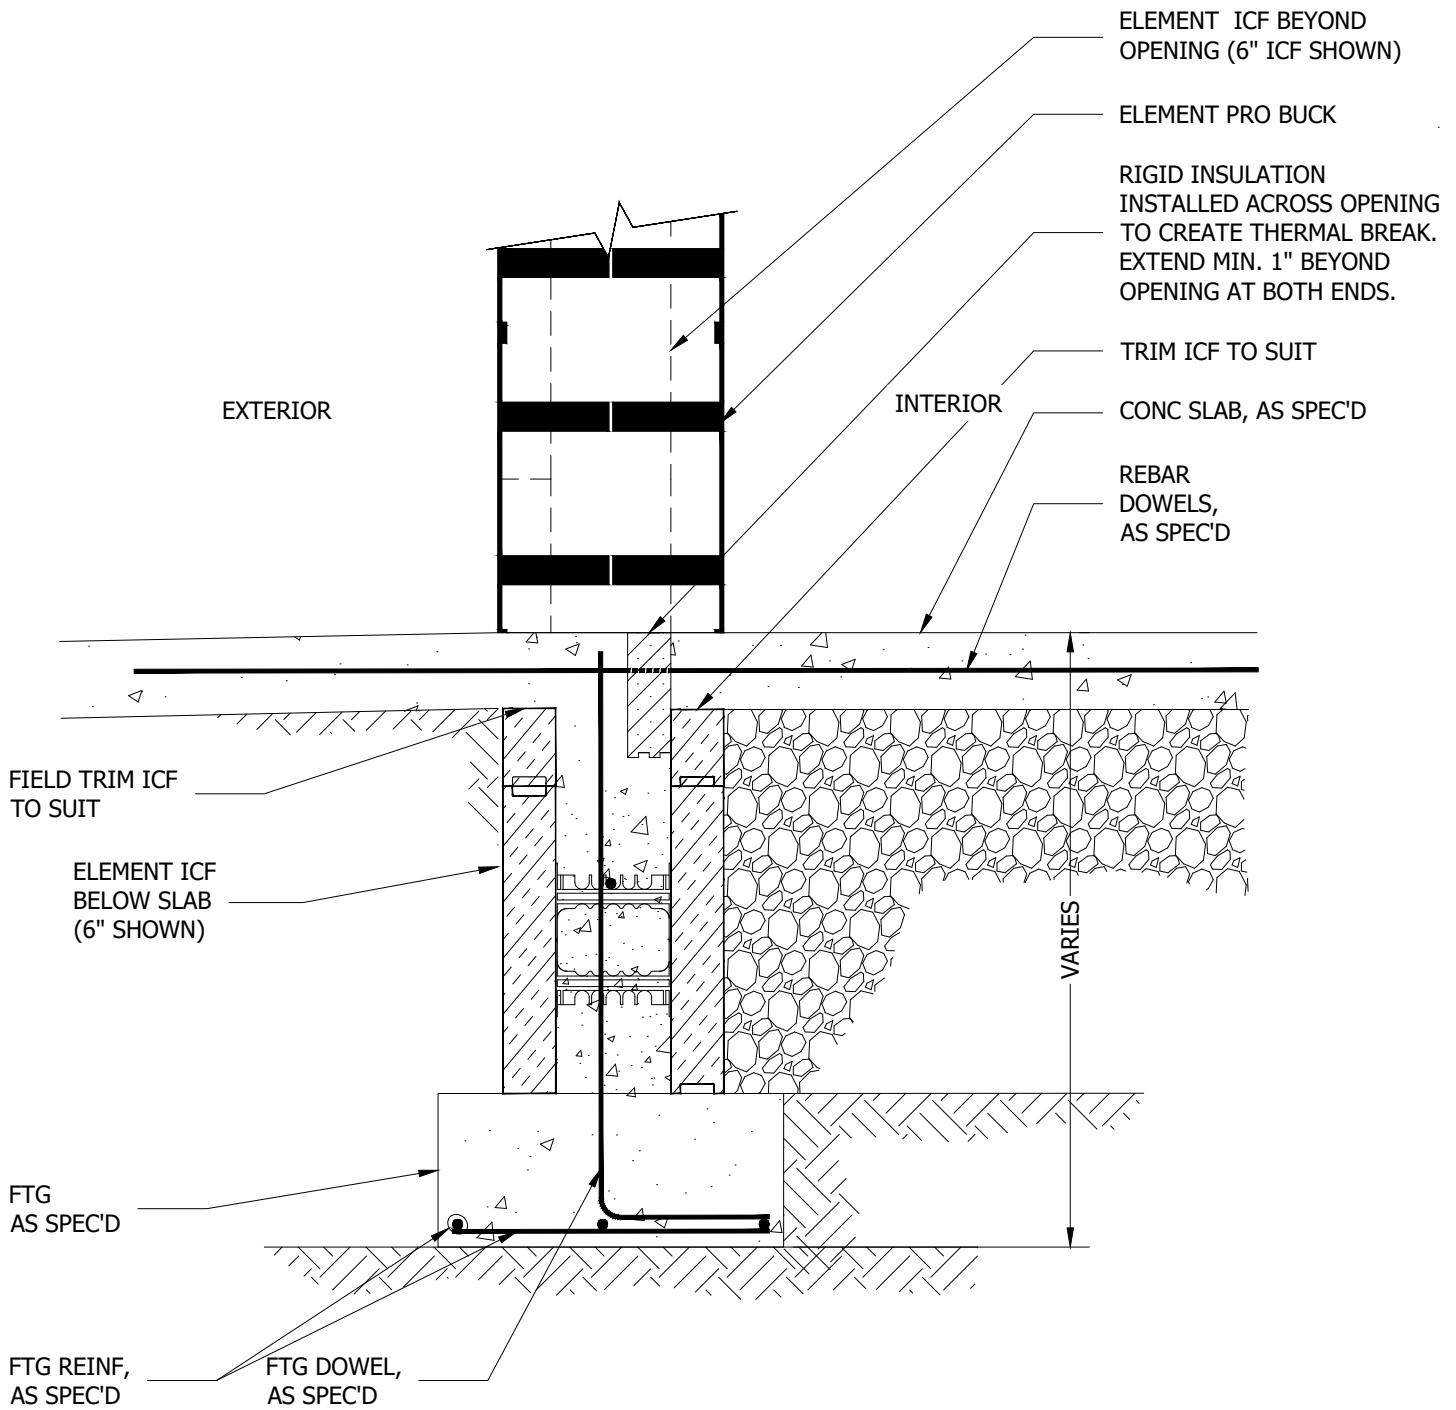 ELEMENT ICF BEYOND
OPENING (6" ICF SHOWN)
ELEMENT PRO BUCK
RIGID INSULATION
INSTALLED ACROSS OPENING
TO CREATE THERMAL BREAK.
EXTEND MIN. 1" BEYOND
OPENING AT BOTH ENDS.
TRIM ICF TO SUIT
EXTERIOR
INTERIOR
CONC SLAB, AS SPEC'D
REBAR
DOWELS,
AS SPEC'D
FIELD TRIM ICF
TO SUIT
ELEMENT ICF
BELOW SLAB
(6" SHOWN)
VARIES
FTG
AS SPEC'D
FTG REINF,
AS SPEC'D
FTG DOWEL,
AS SPEC'D